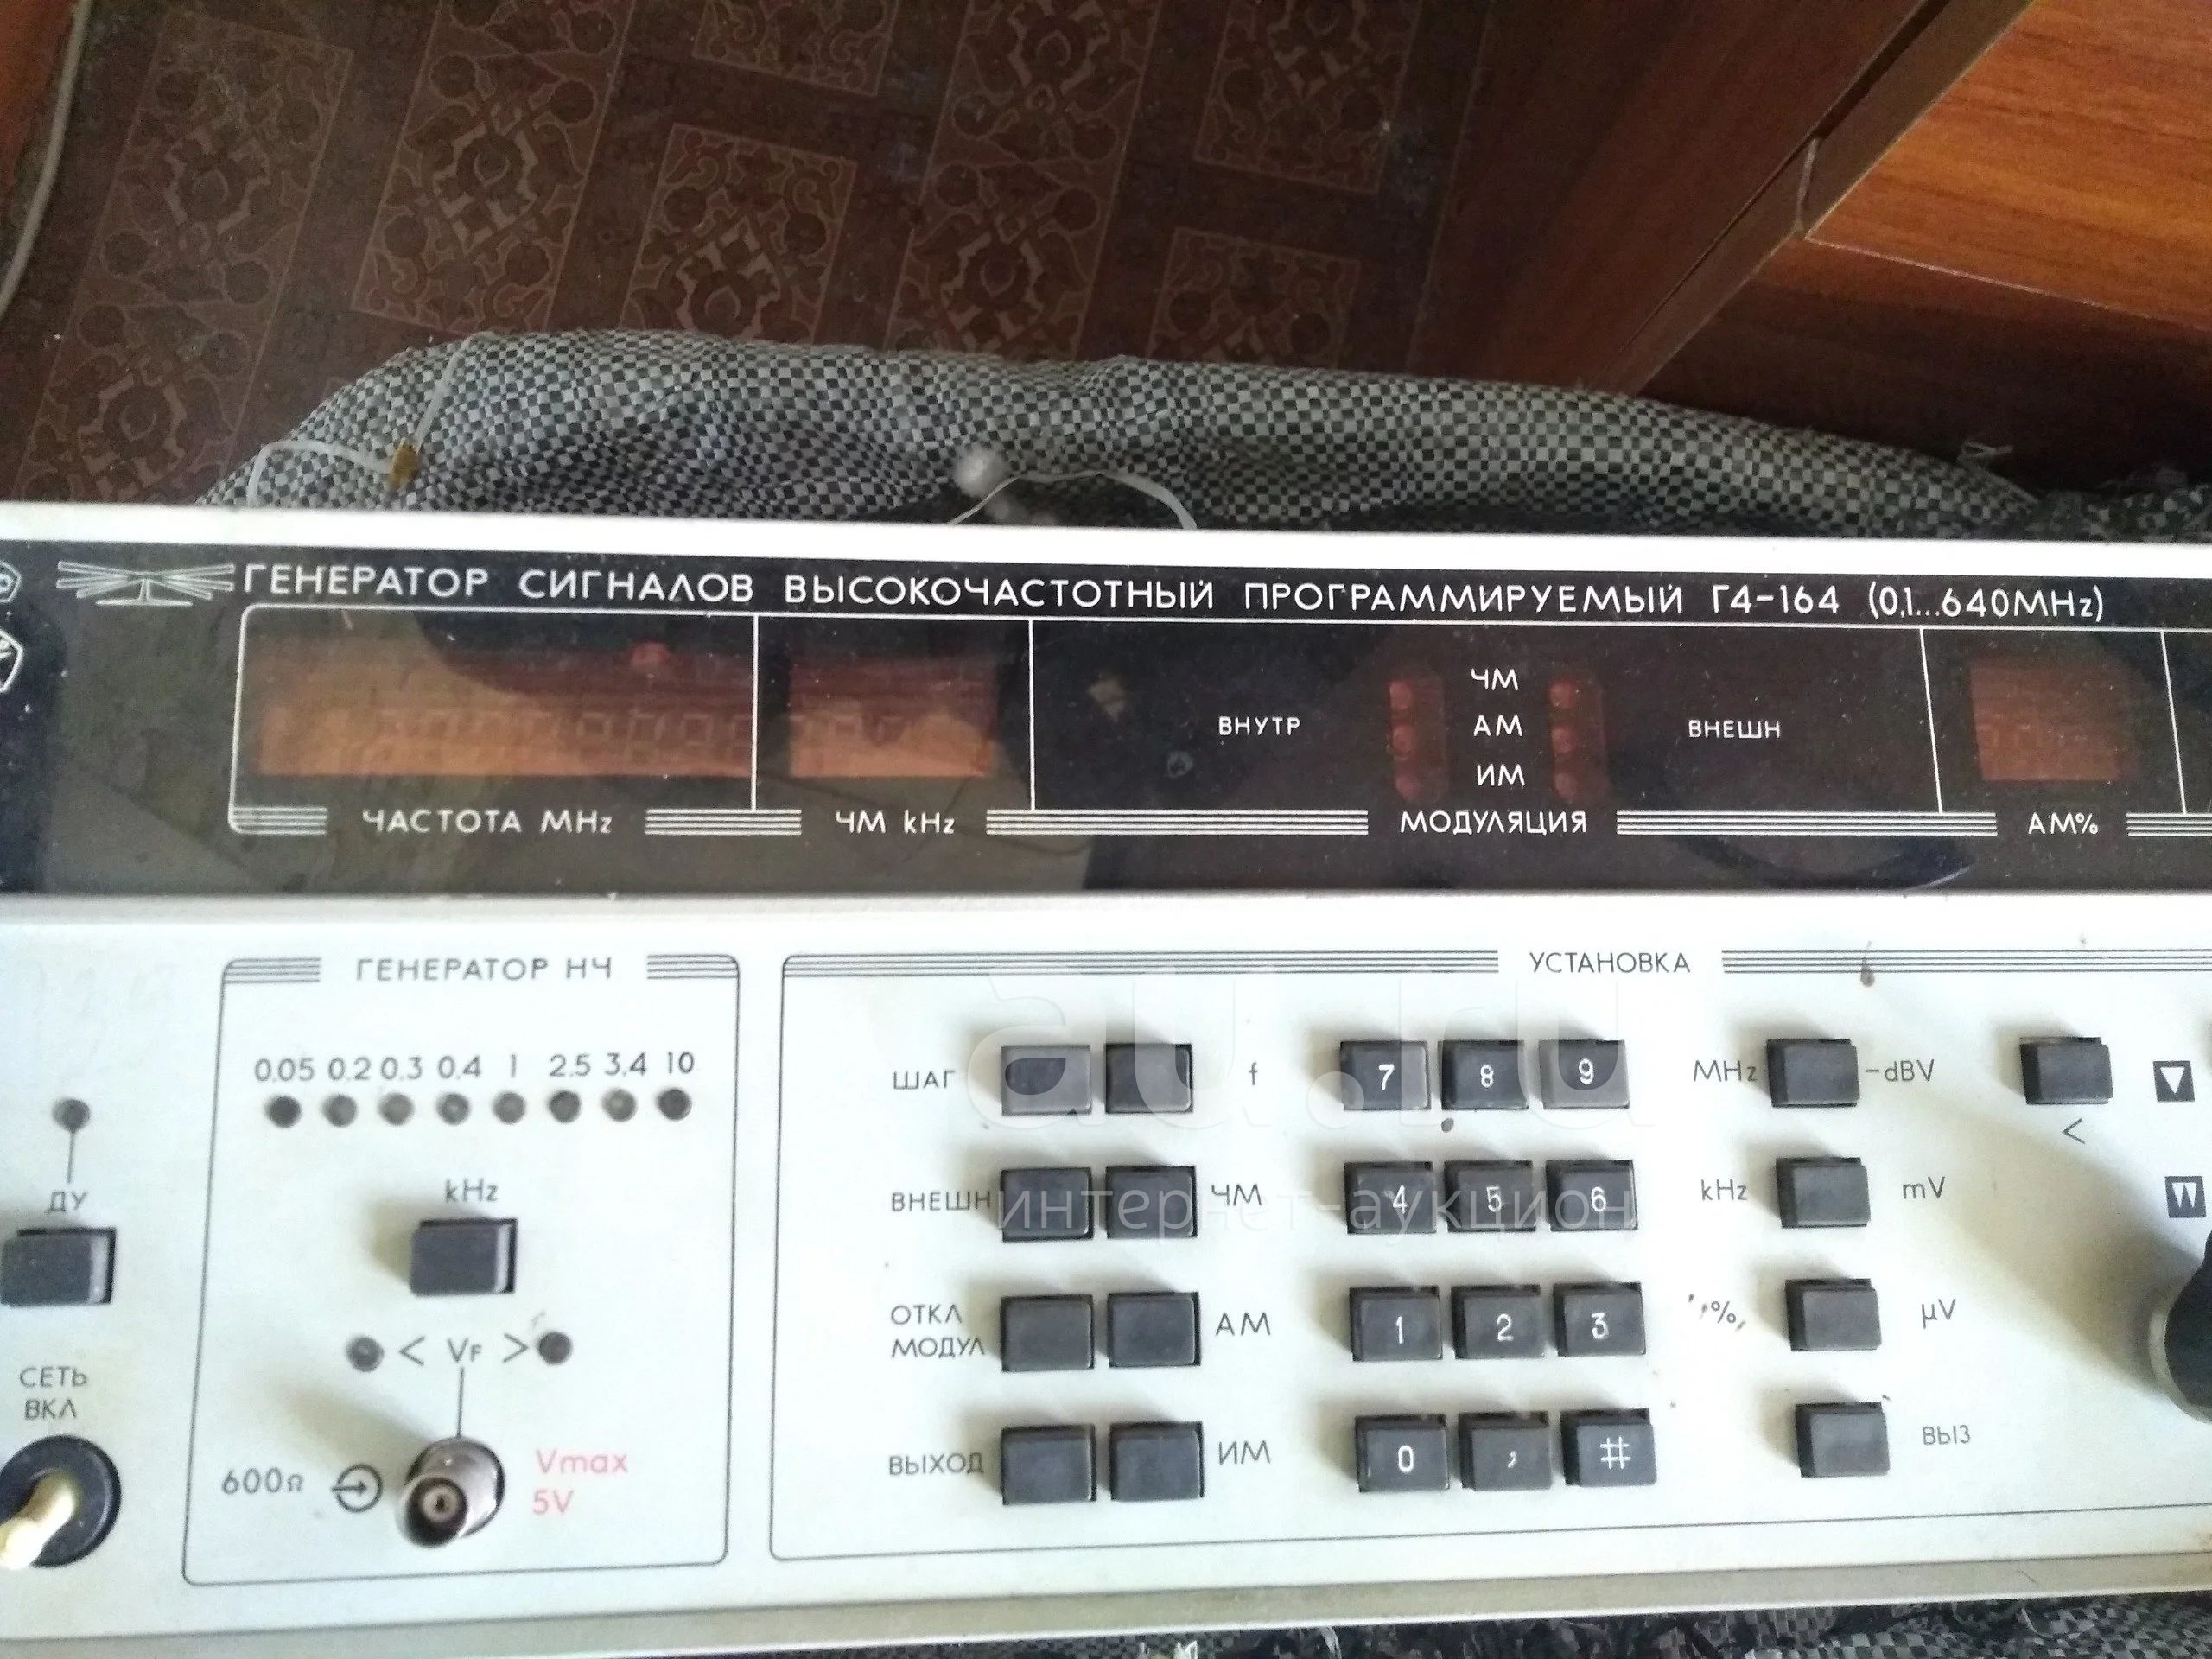 ГЕНЕРАТОР СИГНАЛОВ ВЫСОКОЧАСТОТНЫЙ ПРОГРАММИРУЕМЫЙ Г4-164 (0,1...640MHz)
ЧМ
ВНУТР АМ ВНЕШН
ИМ
ЧАСТОТА MHz ЧМ kHz МОДУЛЯЦИЯ АМ%
ГЕНЕРАТОР НЧ
0.05 0.2 0.3 0.4 1 2.5 3.4 10
kHz
< VF >
600Ω
Vmax
5V
ДУ
СЕТЬ
ВКЛ
УСТАНОВКА
ШАГ f 7 8 9 MHz -dBV
<
ВНЕШН ЧМ 4 5 6 kHz mV
ОТКЛ
МОДУЛ АМ 1 2 3 % µV
ВЫХОД ИМ 0 , # ВЫЗ
au.ru
интернет-аукцион